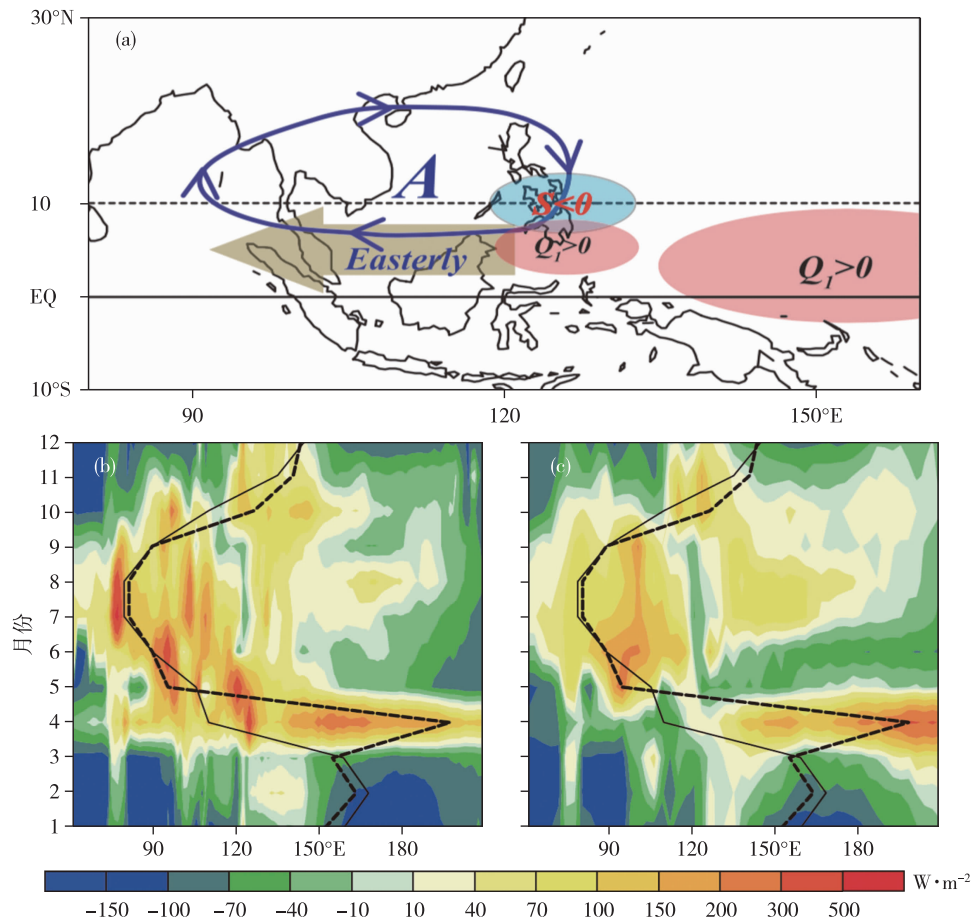 30°N
(a)
A
S<0
10
Q₁>0
Easterly
Q₁>0
EQ
10°S
90
120
150°E
12
(b)
(c)
11
10
9
8
7
6
5
4
3
2
1
月份
90
120
150°E
180
90
120
150°E
180
W·m⁻²
−150
−100
−70
−40
−10
10
40
70
100
150
200
300
500